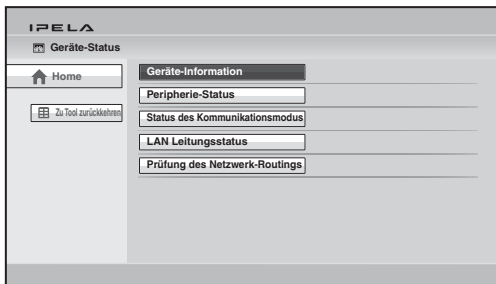 IPELA
Geräte-Status
Home
Zu Tool zurückkehren
Geräte-Information
Peripherie-Status
Status des Kommunikationsmodus
LAN Leitungsstatus
Prüfung des Netzwerk-Routings